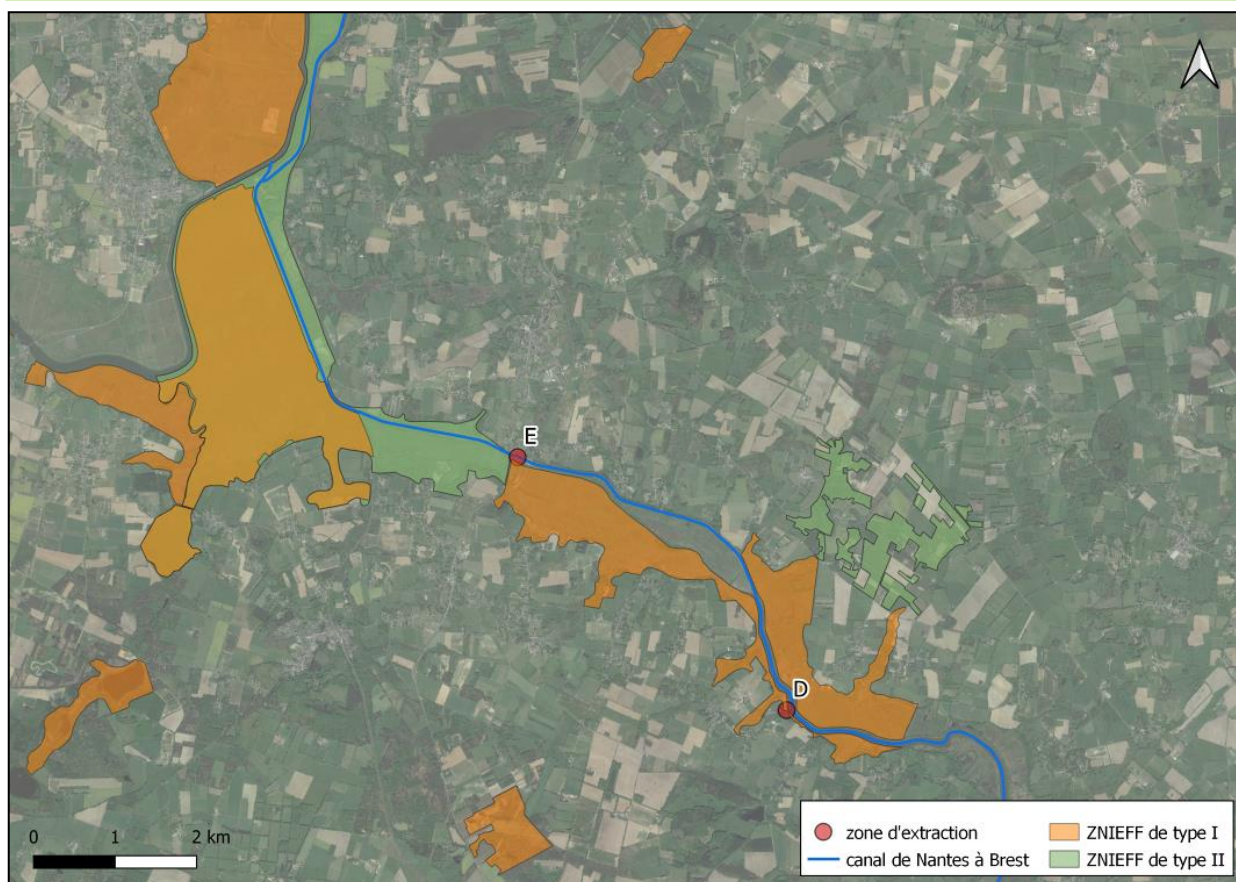 E
D
0 1 2 km
zone d'extraction
canal de Nantes à Brest
ZNIEFF de type I
ZNIEFF de type II